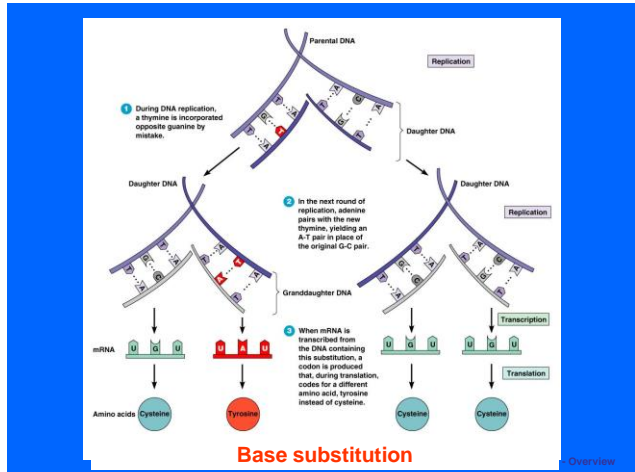 Parental DNA
Replication
1 During DNA replication,
a thymine is incorporated
opposite guanine by
mistake.
T A G T T A
A C G A T
Daughter DNA
Daughter DNA
Daughter DNA
2 In the next round of
replication, adenine
pairs with the new
thymine, yielding an
A-T pair in place of
the original G-C pair.
Replication
T A G C T A
A T A T A T
T A G C T A
T A G C T A
Granddaughter DNA
3 When mRNA is
transcribed from
the DNA containing
this substitution, a
codon is produced
that, during translation,
codes for a different
amino acid, tyrosine
instead of cysteine.
Transcription
mRNA
U G U
U A U
U G U
U G U
Translation
Amino acids
Cysteine
Tyrosine
Cysteine
Cysteine
Base substitution
- Overview